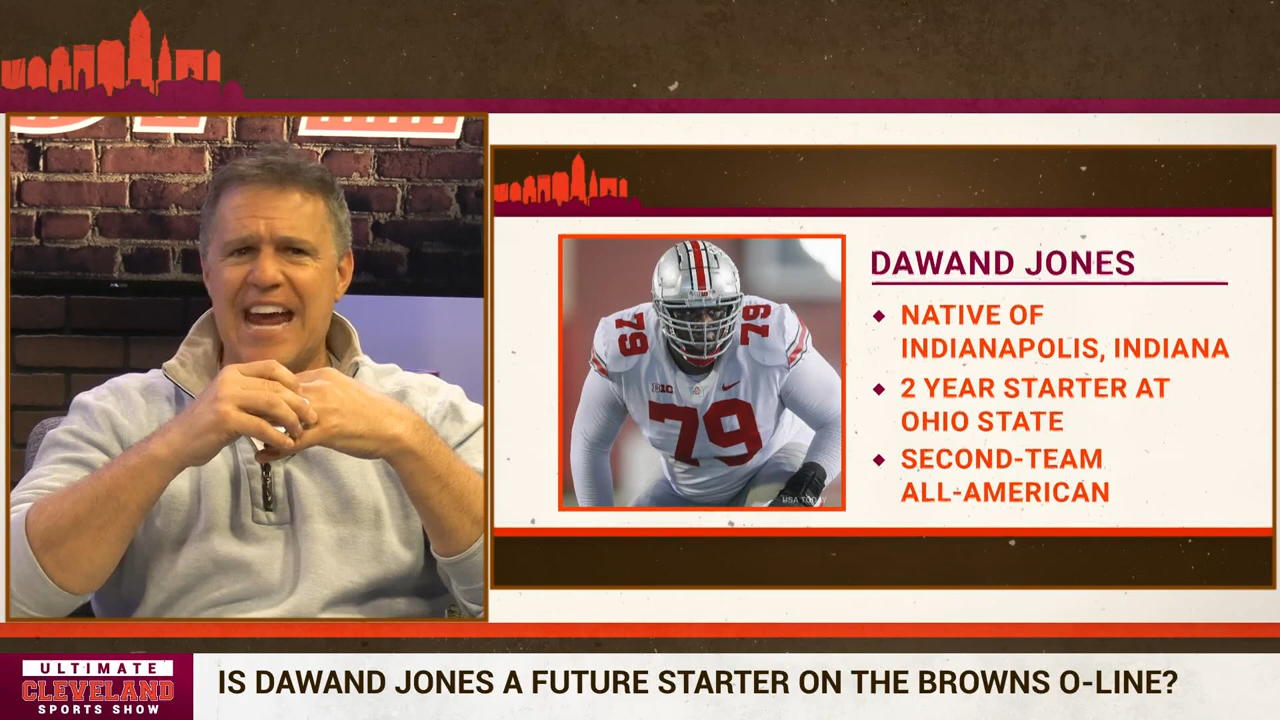 DAWAND JONES
NATIVE OF
INDIANAPOLIS, INDIANA
2 YEAR STARTER AT
OHIO STATE
SECOND-TEAM
ALL-AMERICAN
79
79
B1G
79
USA TODAY
ULTIMATE
CLEVELAND
SPORTS SHOW
IS DAWAND JONES A FUTURE STARTER ON THE BROWNS O-LINE?